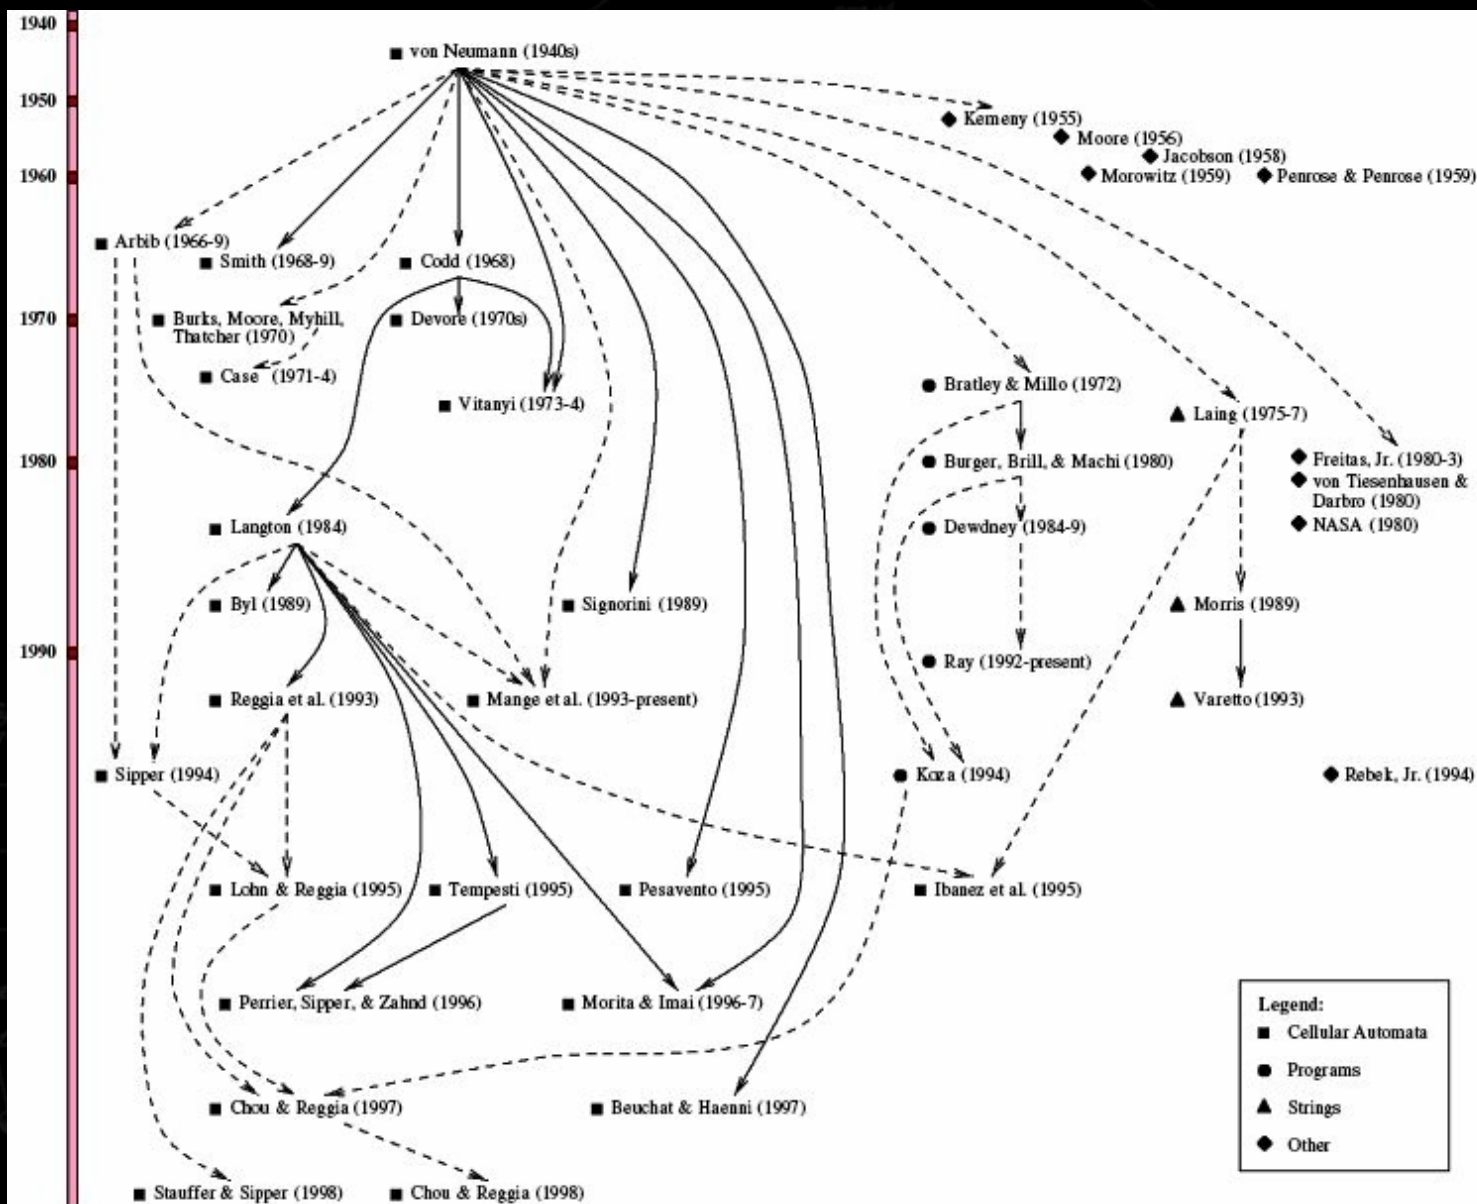 1940
von Neumann (1940s)
1950
Kemeny (1955)
Moore (1956)
Jacobson (1958)
1960
Morowitz (1959)
Penrose & Penrose (1959)
Arbib (1966-9)
Smith (1968-9)
Codd (1968)
1970
Burks, Moore, Myhill,
Thatcher (1970)
Devore (1970s)
Case (1971-4)
Vitanyi (1973-4)
Bratley & Millo (1972)
Laing (1975-7)
1980
Burger, Brill, & Machi (1980)
Freitas, Jr. (1980-3)
von Tiesenhausen &
Darbro (1980)
Langton (1984)
Dewdney (1984-9)
NASA (1980)
Byl (1989)
Signorini (1989)
Morris (1989)
1990
Ray (1992-present)
Reggia et al. (1993)
Mange et al. (1993-present)
Varetto (1993)
Sipper (1994)
Koza (1994)
Rebek, Jr. (1994)
Lohn & Reggia (1995)
Tempesti (1995)
Pesavento (1995)
Ibanez et al. (1995)
Perrier, Sipper, & Zahnd (1996)
Morita & Imai (1996-7)
Chou & Reggia (1997)
Beuchat & Haenni (1997)
Stauffer & Sipper (1998)
Chou & Reggia (1998)
Legend:
Cellular Automata
Programs
Strings
Other